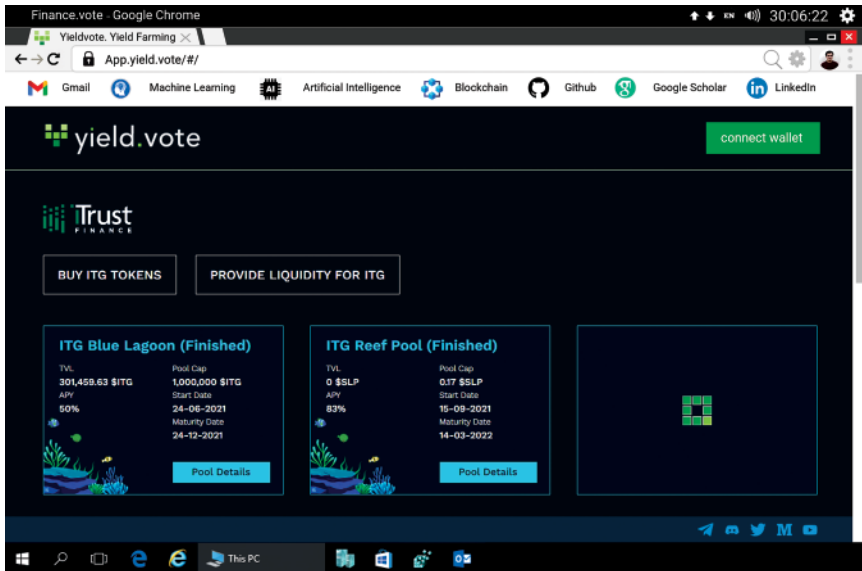 Finance.vote - Google Chrome
EN 30:06:22
Yieldvote. Yield Farming
App.yield.vote/#/
Gmail Machine Learning AI Artificial Intelligence Blockchain Github Google Scholar LinkedIn
yield.vote
connect wallet
iTrust
FINANCE
BUY ITG TOKENS PROVIDE LIQUIDITY FOR ITG
ITG Blue Lagoon (Finished)
TVL Pool Cap
301,459.63 $ITG 1,000,000 $ITG
APY Start Date
50% 24-06-2021
Maturity Date
24-12-2021
Pool Details
ITG Reef Pool (Finished)
TVL Pool Cap
0 $SLP 0.17 $SLP
APY Start Date
83% 15-09-2021
Maturity Date
14-03-2022
Pool Details
This PC